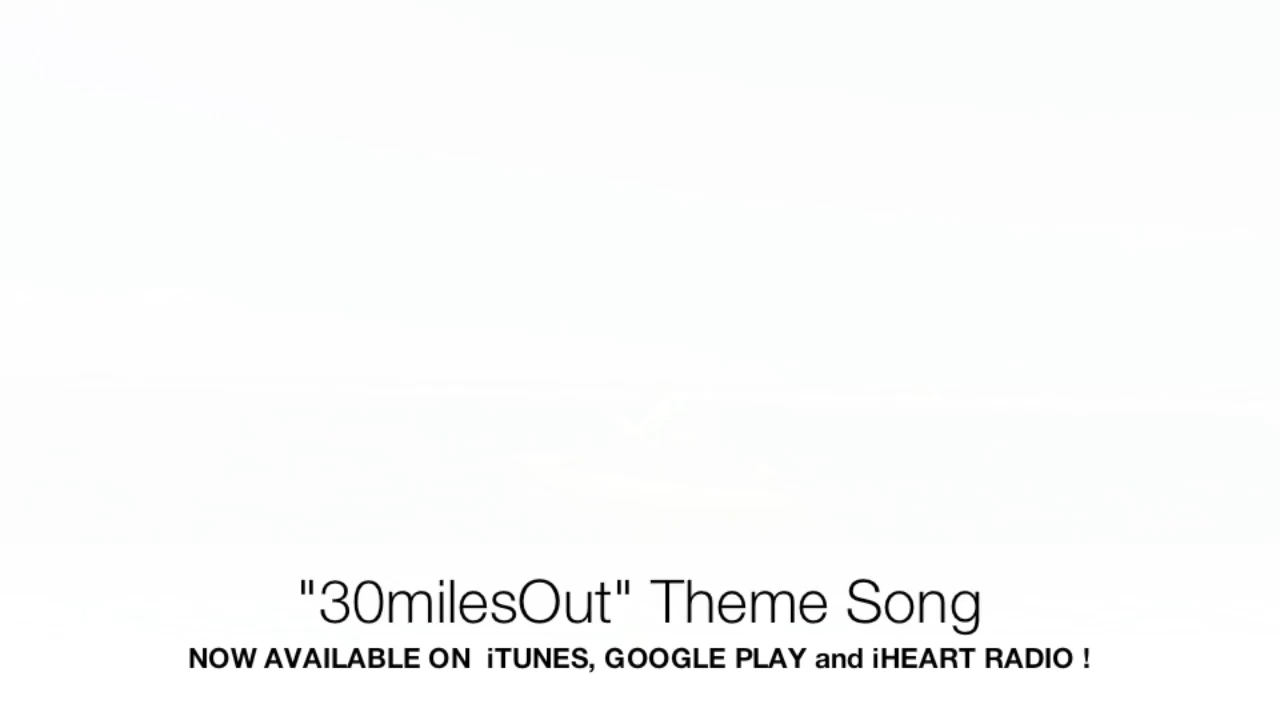 "30milesOut" Theme Song
NOW AVAILABLE ON  iTUNES, GOOGLE PLAY and iHEART RADIO !